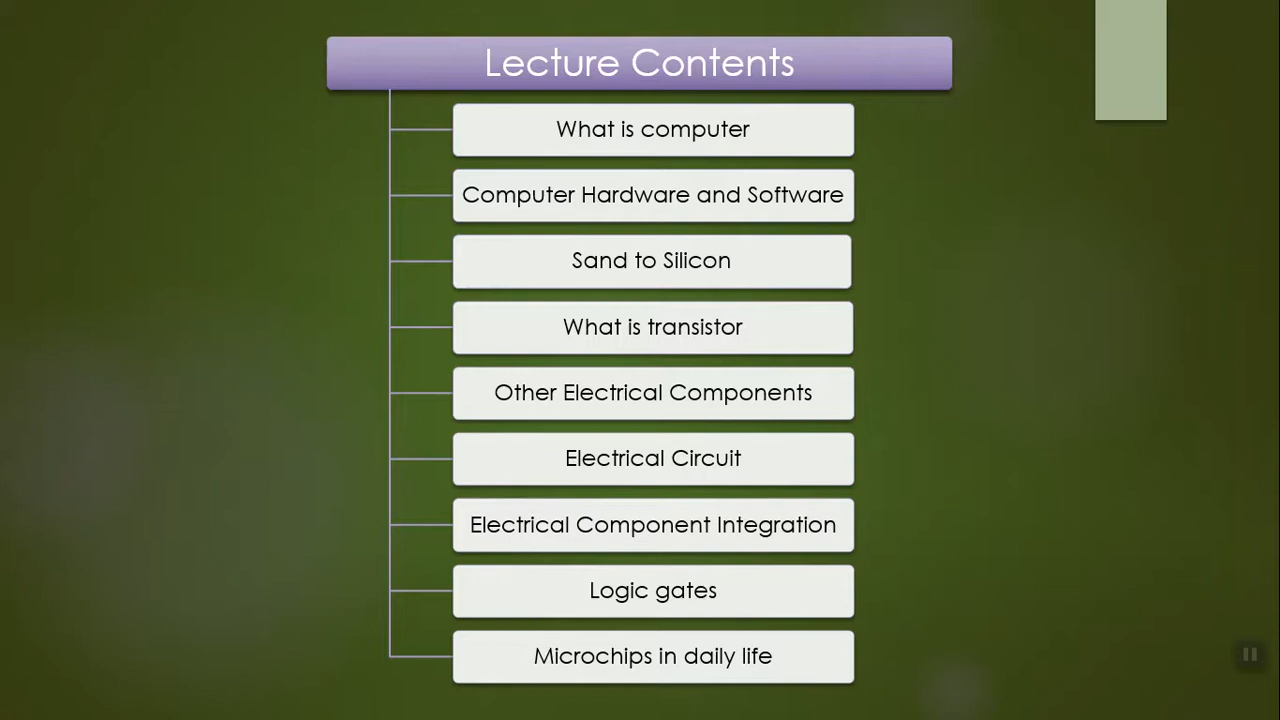 Lecture Contents
What is computer
Computer Hardware and Software
Sand to Silicon
What is transistor
Other Electrical Components
Electrical Circuit
Electrical Component Integration
Logic gates
Microchips in daily life